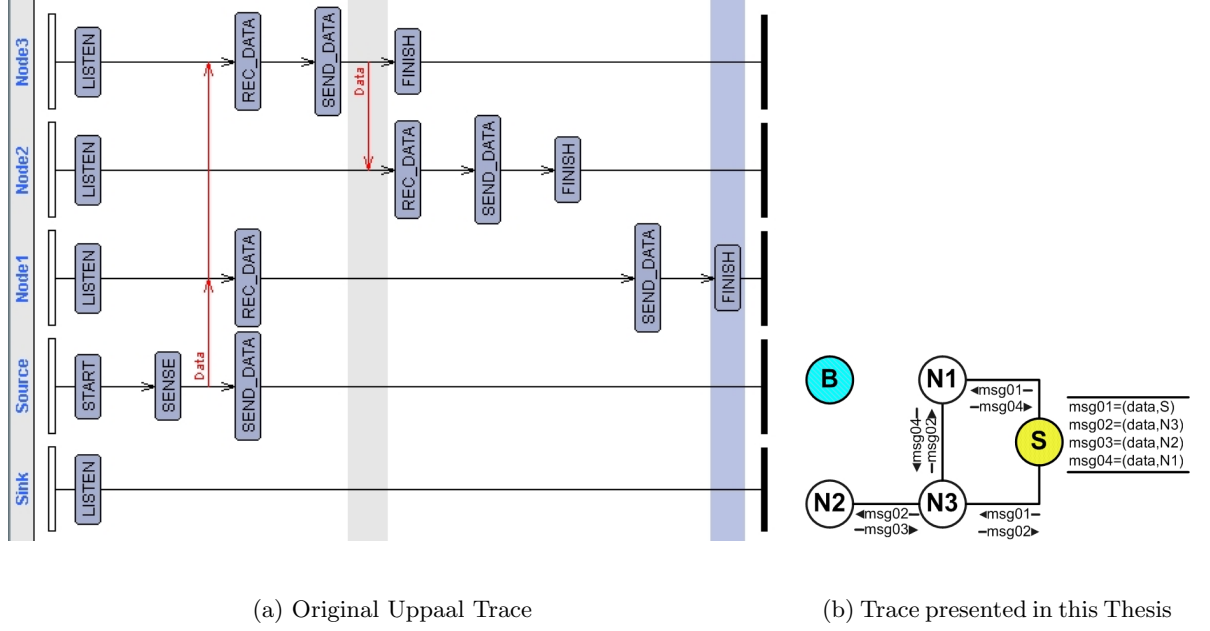 Node3
LISTEN
REC_DATA
SEND_DATA
Data
FINISH
Node2
LISTEN
REC_DATA
SEND_DATA
FINISH
Node1
LISTEN
REC_DATA
SEND_DATA
FINISH
Source
START
SENSE
Data
SEND_DATA
Sink
LISTEN
B
N1
msg01
msg04
S
msg04
msg02
N2
N3
msg02
msg03
msg01
msg02
msg01=(data,S)
msg02=(data,N3)
msg03=(data,N2)
msg04=(data,N1)
(a) Original Uppaal Trace
(b) Trace presented in this Thesis